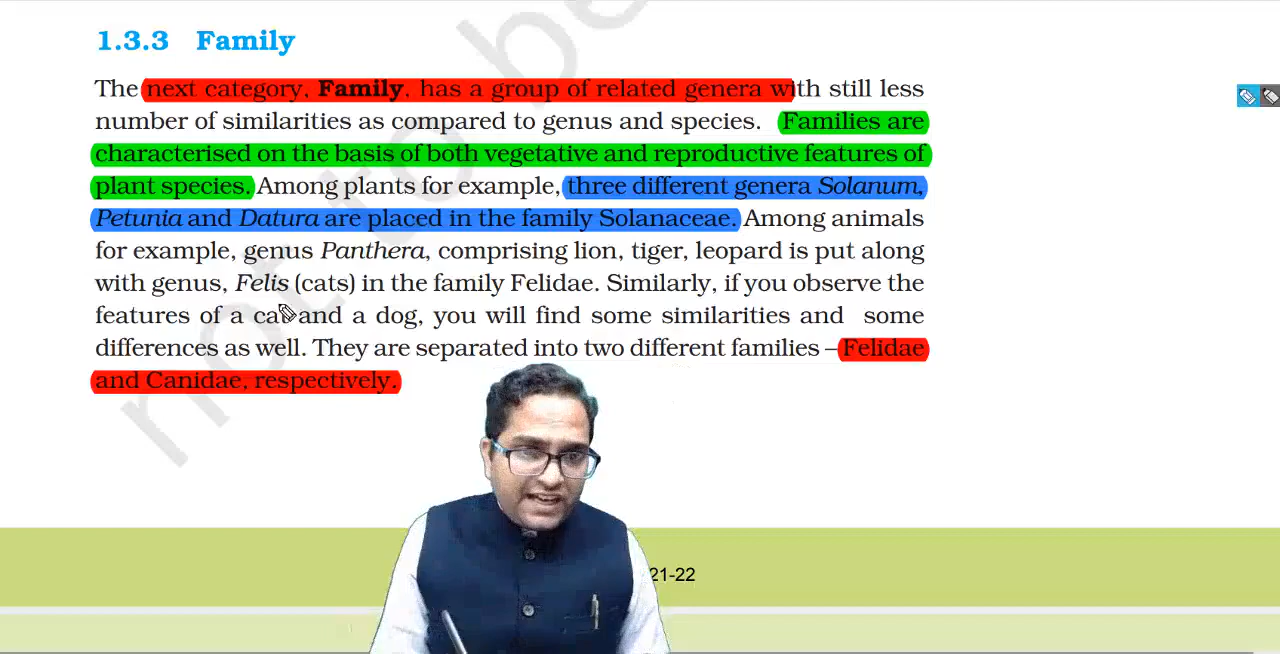 1.3.3 Family
The next category, Family, has a group of related genera with still less
number of similarities as compared to genus and species. Families are
characterised on the basis of both vegetative and reproductive features of
plant species. Among plants for example, three different genera Solanum,
Petunia and Datura are placed in the family Solanaceae. Among animals
for example, genus Panthera, comprising lion, tiger, leopard is put along
with genus, Felis (cats) in the family Felidae. Similarly, if you observe the
features of a cat and a dog, you will find some similarities and some
differences as well. They are separated into two different families – Felidae
and Canidae, respectively.
not to be
21-22